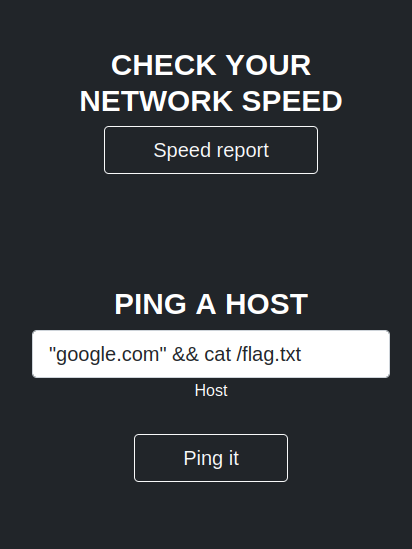 CHECK YOUR
NETWORK SPEED
Speed report
PING A HOST
"google.com" && cat /flag.txt
Host
Ping it